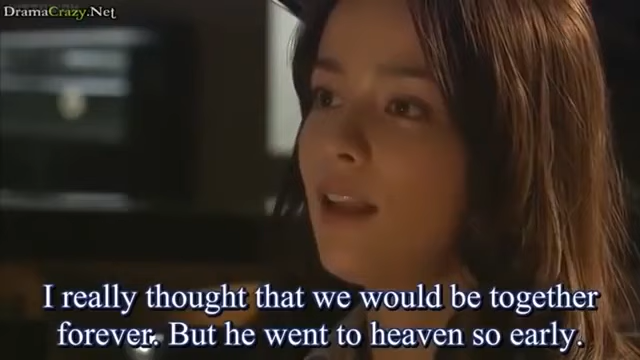 DramaCrazy.Net
I really thought that we would be together
forever. But he went to heaven so early.